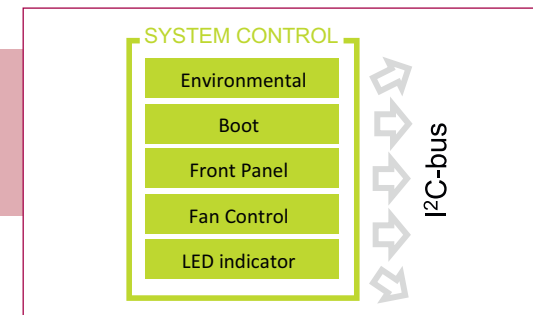 SYSTEM CONTROL
Environmental
Boot
Front Panel
Fan Control
LED indicator
I²C-bus